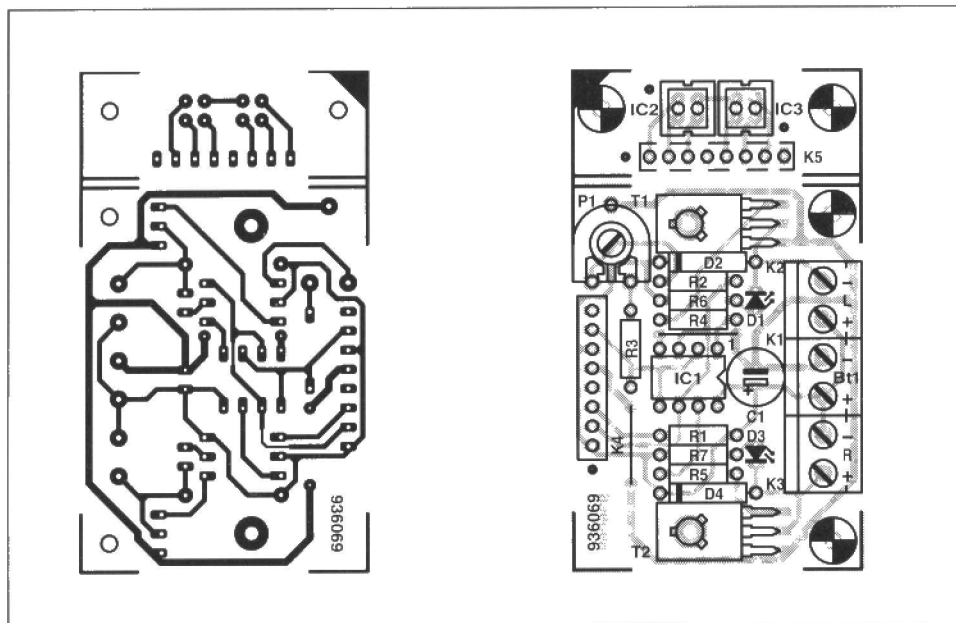 936069
IC2
IC3
K5
P1
T1
D2
K2
R2
R6
R4
D1
R3
1
K1
IC1
Bt1
C1
R1
D3
R7
R5
R
K4
K3
D4
936069
T2
- 
+
-
+
+
-
+